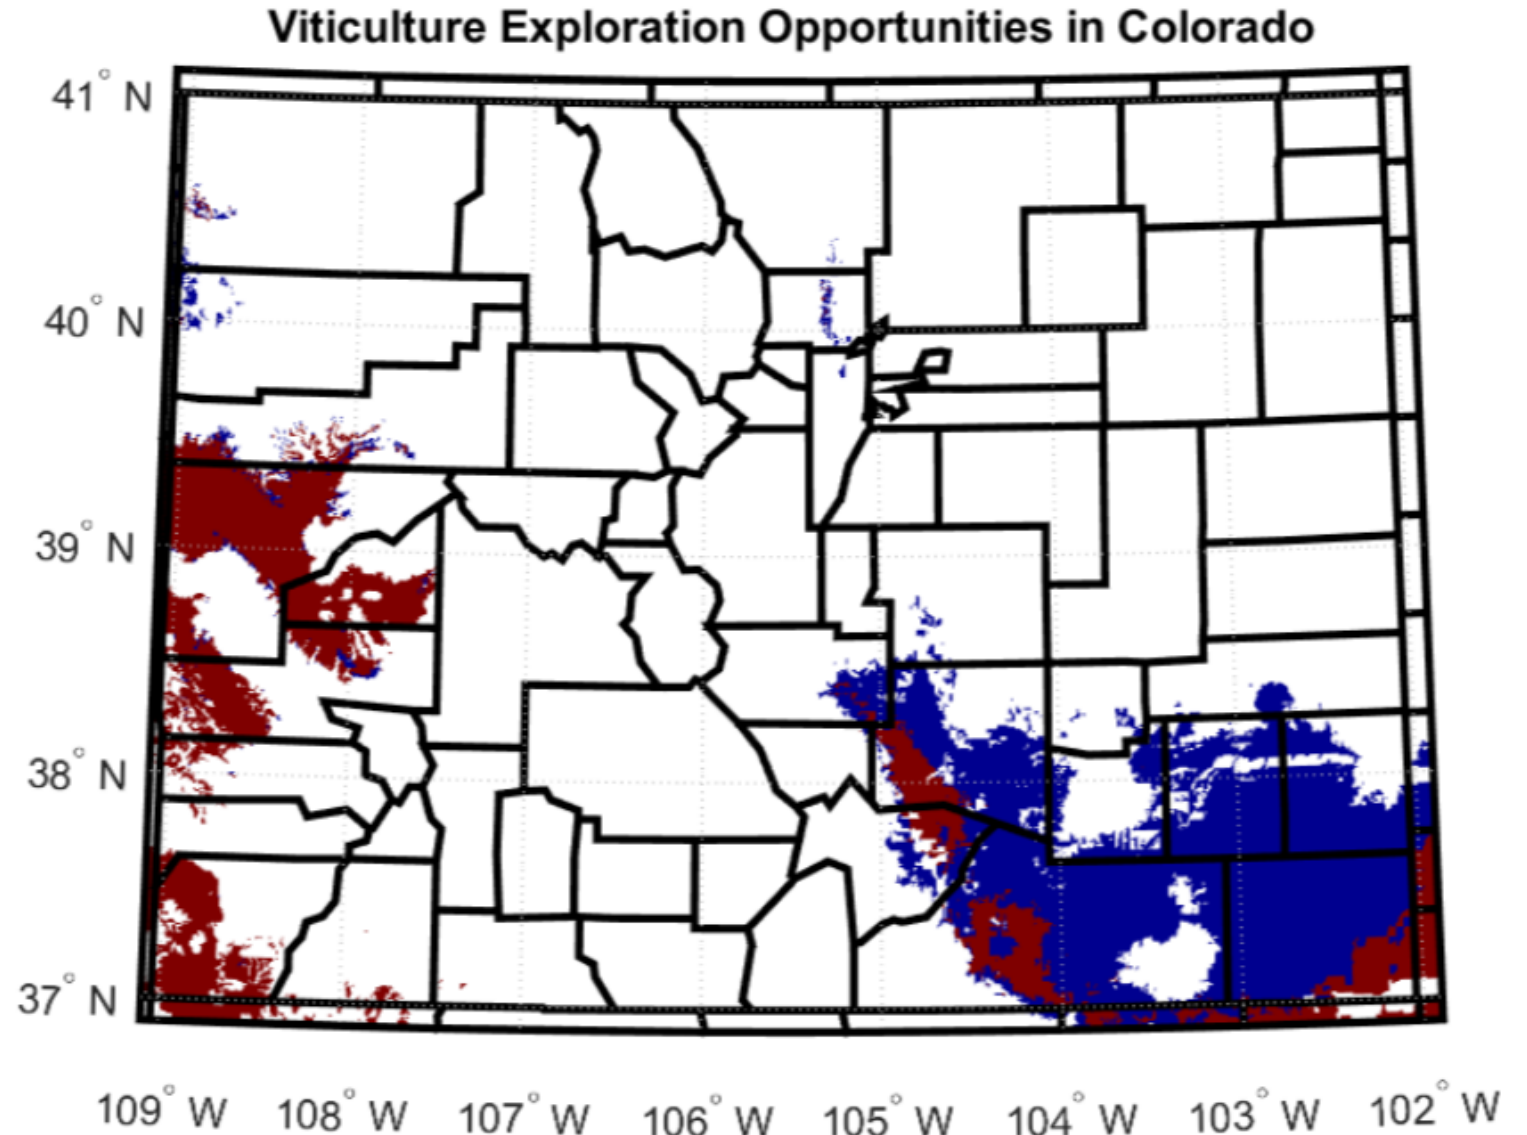 Viticulture Exploration Opportunities in Colorado
41° N
40° N
39° N
38° N
37° N
109° W 108° W 107° W 106° W 105° W 104° W 103° W 102° W